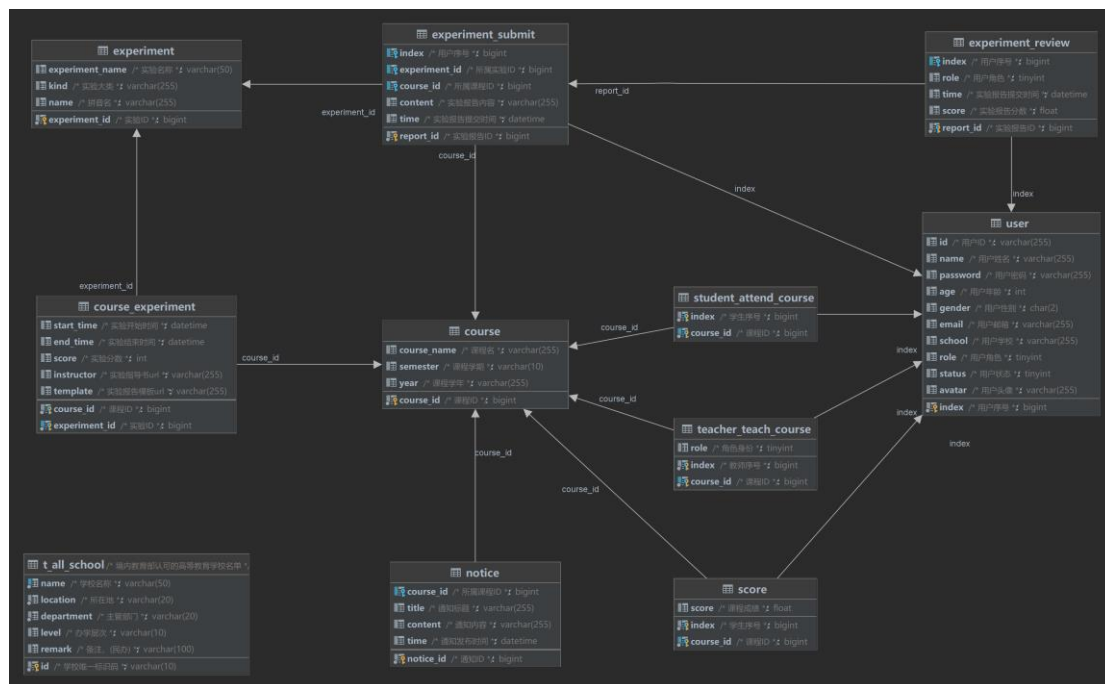 experiment
experiment_name /* 实验名称 */ varchar(50)
kind /* 实验大类 */ varchar(255)
name /* 拼音名 */ varchar(255)
experiment_id /* 实验ID */ bigint
experiment_submit
index /* 用户序号 */ bigint
experiment_id /* 所属实验ID */ bigint
course_id /* 所属课程ID */ bigint
content /* 实验报告内容 */ varchar(255)
time /* 实验报告提交时间 */ datetime
report_id /* 实验报告ID */ bigint
experiment_review
index /* 用户序号 */ bigint
role /* 用户角色 */ tinyint
time /* 实验报告提交时间 */ datetime
score /* 实验报告分数 */ float
report_id /* 实验报告ID */ bigint
report_id
experiment_id
course_id
index
index
user
id /* 用户ID */ varchar(255)
name /* 用户姓名 */ varchar(255)
password /* 用户密码 */ varchar(255)
age /* 用户年龄 */ int
gender /* 用户性别 */ char(2)
email /* 用户邮箱 */ varchar(255)
school /* 用户学校 */ varchar(255)
role /* 用户角色 */ tinyint
status /* 用户状态 */ tinyint
avatar /* 用户头像 */ varchar(255)
index /* 用户序号 */ bigint
experiment_id
course_experiment
start_time /* 实验开始时间 */ datetime
end_time /* 实验结束时间 */ datetime
score /* 实验分数 */ int
instructor /* 实验指导书url */ varchar(255)
template /* 实验报告模板url */ varchar(255)
course_id /* 课程ID */ bigint
experiment_id /* 实验ID */ bigint
course_id
course
course_name /* 课程名 */ varchar(255)
semester /* 课程学期 */ varchar(10)
year /* 课程学年 */ varchar(255)
course_id /* 课程ID */ bigint
student_attend_course
index /* 学生序号 */ bigint
course_id /* 课程ID */ bigint
course_id
index
teacher_teach_course
role /* 角色身份 */ tinyint
index /* 教师序号 */ bigint
course_id /* 课程ID */ bigint
course_id
index
index
course_id
course_id
t_all_school /* 境内教育部认可的高等教育学校名单 */
name /* 学校名称 */ varchar(50)
location /* 所在地 */ varchar(20)
department /* 主管部门 */ varchar(20)
level /* 办学层次 */ varchar(10)
remark /* 备注，(民办) */ varchar(100)
id /* 学校唯一标识码 */ varchar(10)
notice
course_id /* 所属课程ID */ bigint
title /* 通知标题 */ varchar(255)
content /* 通知内容 */ varchar(255)
time /* 通知发布时间 */ datetime
notice_id /* 通知ID */ bigint
score
score /* 课程成绩 */ float
index /* 学生序号 */ bigint
course_id /* 课程ID */ bigint